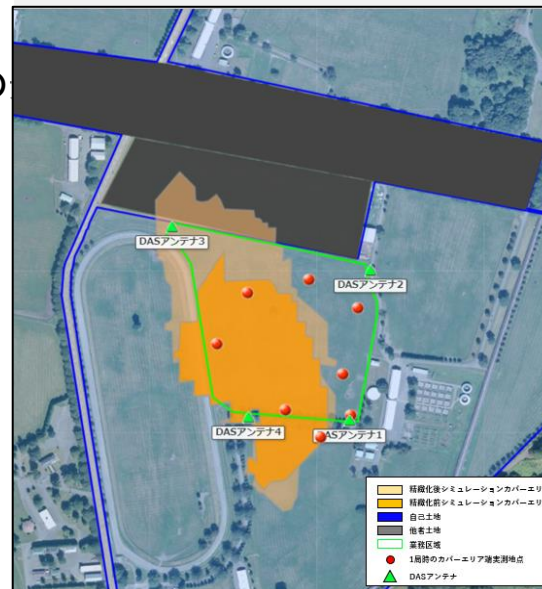 の
DASアンテナ3
DASアンテナ2
DASアンテナ4
DASアンテナ1
精緻化後シミュレーションカバーエリ
精緻化前シミュレーションカバーエリ
自己土地
他者土地
業務区域
1局時のカバーエリア端実測地点
DASアンテナ